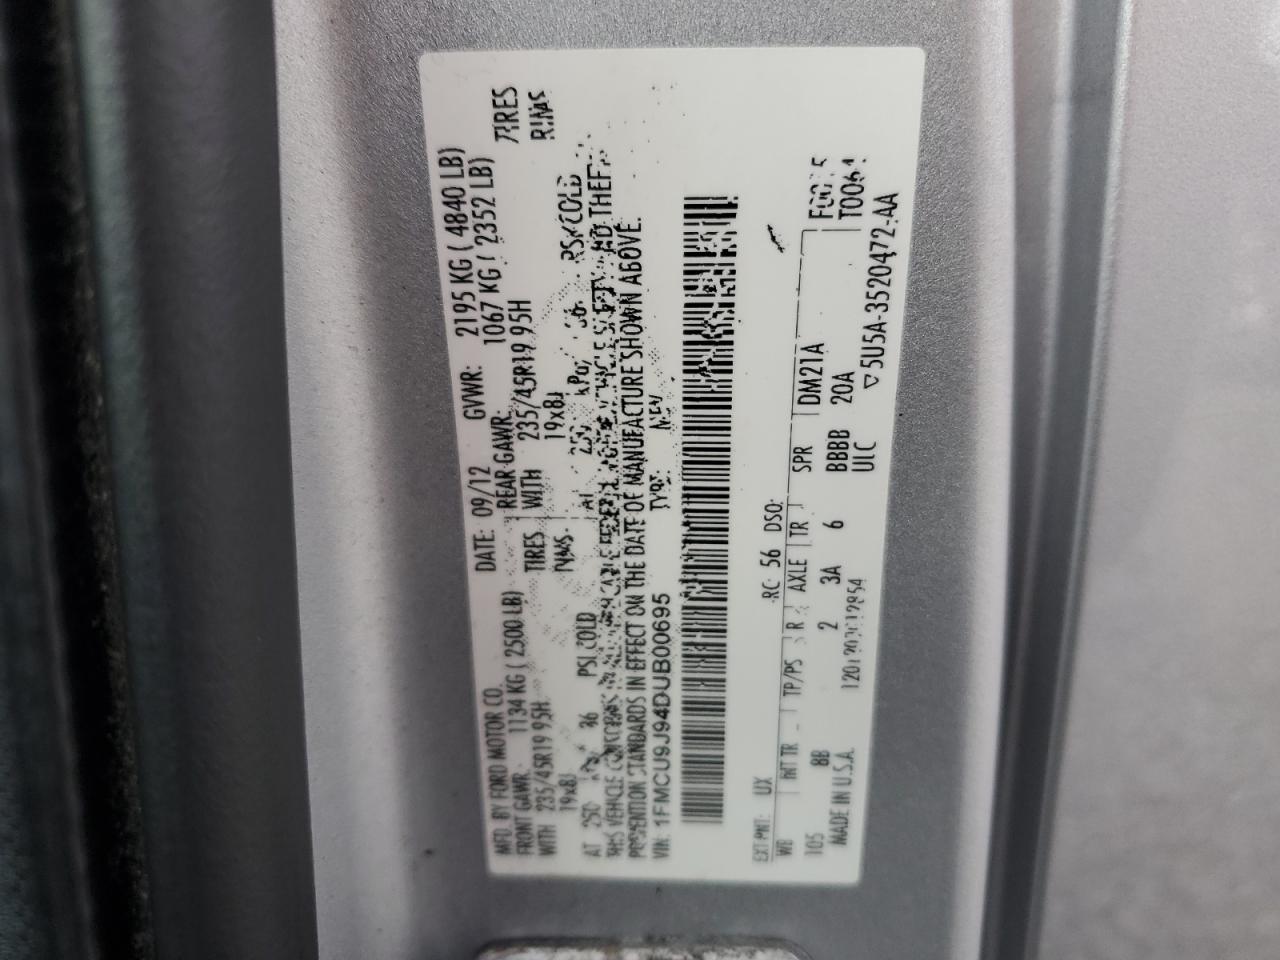 MFD. BY FORD MOTOR CO. DATE: 09/12 GVWR: 2195 KG ( 4840 LB)
FRONT GAWR: 1134 KG ( 2500 LB) REAR GAWR: 1067 KG ( 2352 LB)
WITH 235/45R19 95H TIRES WITH 235/45R19 95H TIRES
19x8J 19x8J RIMS
AT 250 36 PSI COLD AT kPa/ COLD
THIS VEHICLE
PREVENTION STANDARDS IN EFFECT ON THE DATE OF MANUFACTURE SHOWN ABOVE.
VIN: 1FMCU9J94DUB00695 TYPE:
EXT PNT: UX RC: 56 DSO:
WB INT TR TP/PS R AXLE TR SPR DM21A
105 8B 2 3A 6 BBBB 20A
MADE IN U.S.A. UIC
▽5U5A-3520472-AA